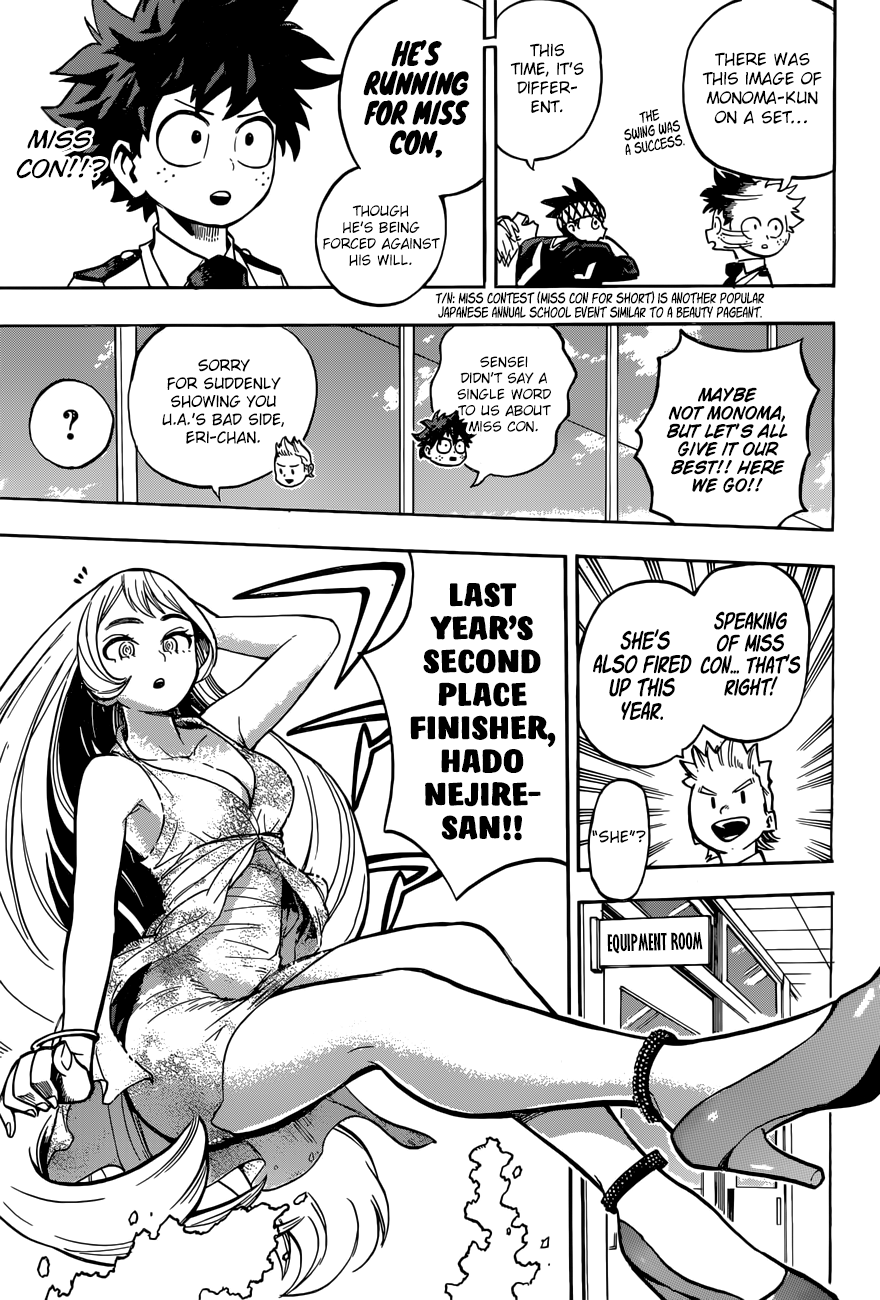 THERE WAS
THIS IMAGE OF
MONOMA-KUN
ON A SET...
THE
SWING WAS
A SUCCESS.
THIS
TIME, IT'S
DIFFER-
ENT.
HE'S
RUNNING
FOR MISS
CON,
THOUGH
HE'S BEING
FORCED AGAINST
HIS WILL.
MISS
CON!!?
T/N: MISS CONTEST (MISS CON FOR SHORT) IS ANOTHER POPULAR
JAPANESE ANNUAL SCHOOL EVENT SIMILAR TO A BEAUTY PAGEANT.
MAYBE
NOT MONOMA,
BUT LET'S ALL
GIVE IT OUR
BEST!! HERE
WE GO!!
SENSEI
DIDN'T SAY A
SINGLE WORD
TO US ABOUT
MISS CON.
SORRY
FOR SUDDENLY
SHOWING YOU
U.A.'S BAD SIDE,
ERI-CHAN.
?
SPEAKING
OF MISS
CON... THAT'S
RIGHT!
SHE'S
ALSO FIRED
UP THIS
YEAR.
"SHE"?
EQUIPMENT ROOM
LAST
YEAR'S
SECOND
PLACE
FINISHER,
HADO
NEJIRE-
SAN!!